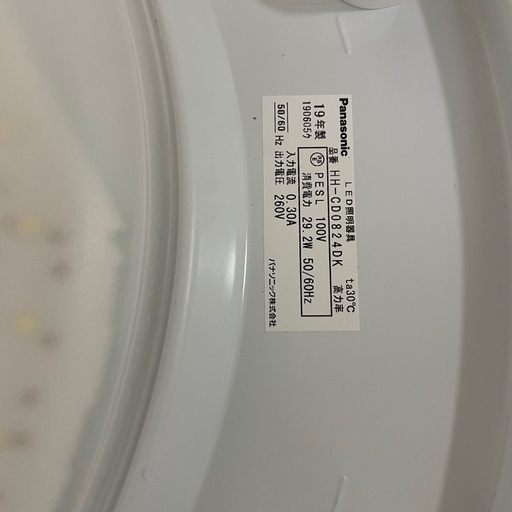 Panasonic LED照明器具 ta30℃
品番 HH-CD0824DK 高力率
19年製 PS E PESL 100V
190605ｹ 消費電力 29.2W 50/60Hz
入力電流 0.30A
50/60 Hz 出力電圧 260V
パナソニック株式会社